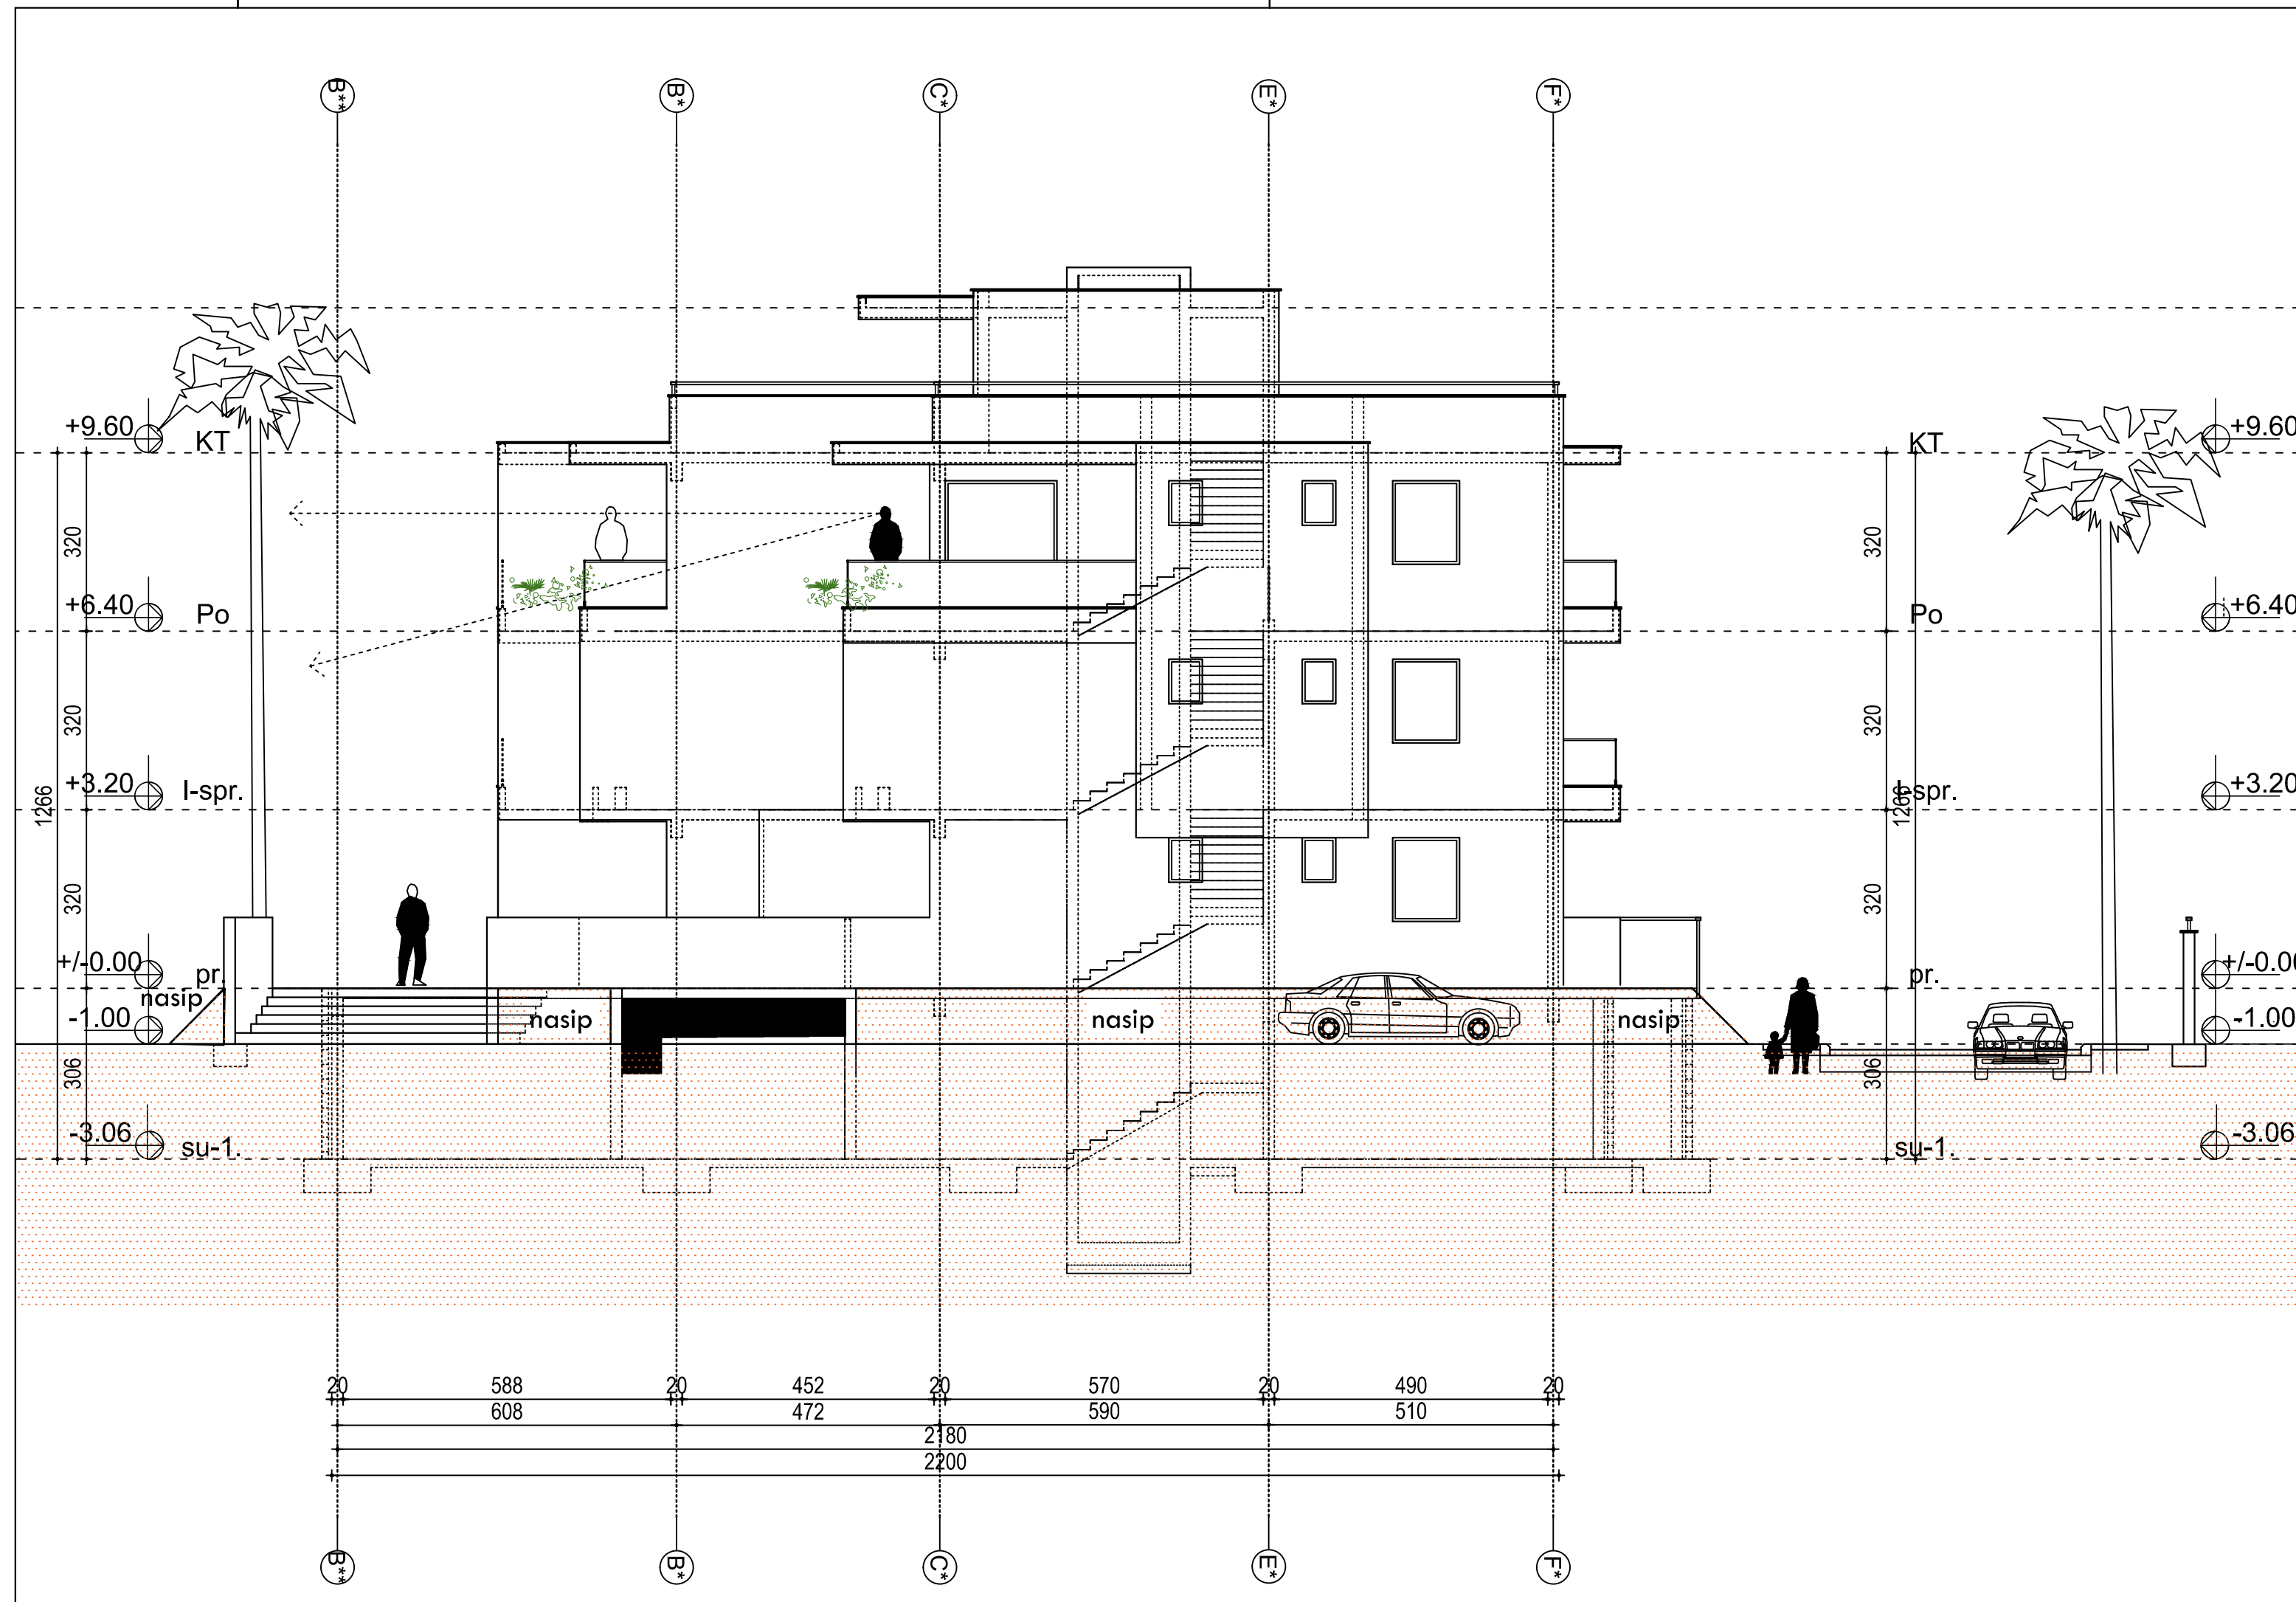 B** B* C* E* F*
+9.60 KT KT +9.60
320 320
+6.40 Po Po +6.40
320 320
+3.20 I-spr. I-spr. +3.20
1266 1266
320 320
+/-0.00 pr. pr. +/-0.00
nasip
-1.00 nasip nasip nasip -1.00
306 306
-3.06 su-1. su-1. -3.06
20 588 20 452 20 570 20 490 20
608 472 590 510
2180
2200
B** B* C* E* F*